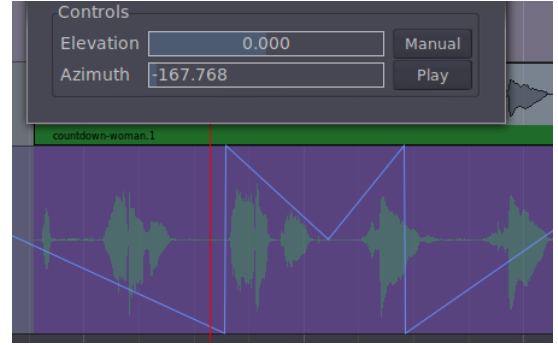 Controls
Elevation 0.000 Manual
Azimuth -167.768 Play
countdown-woman.1